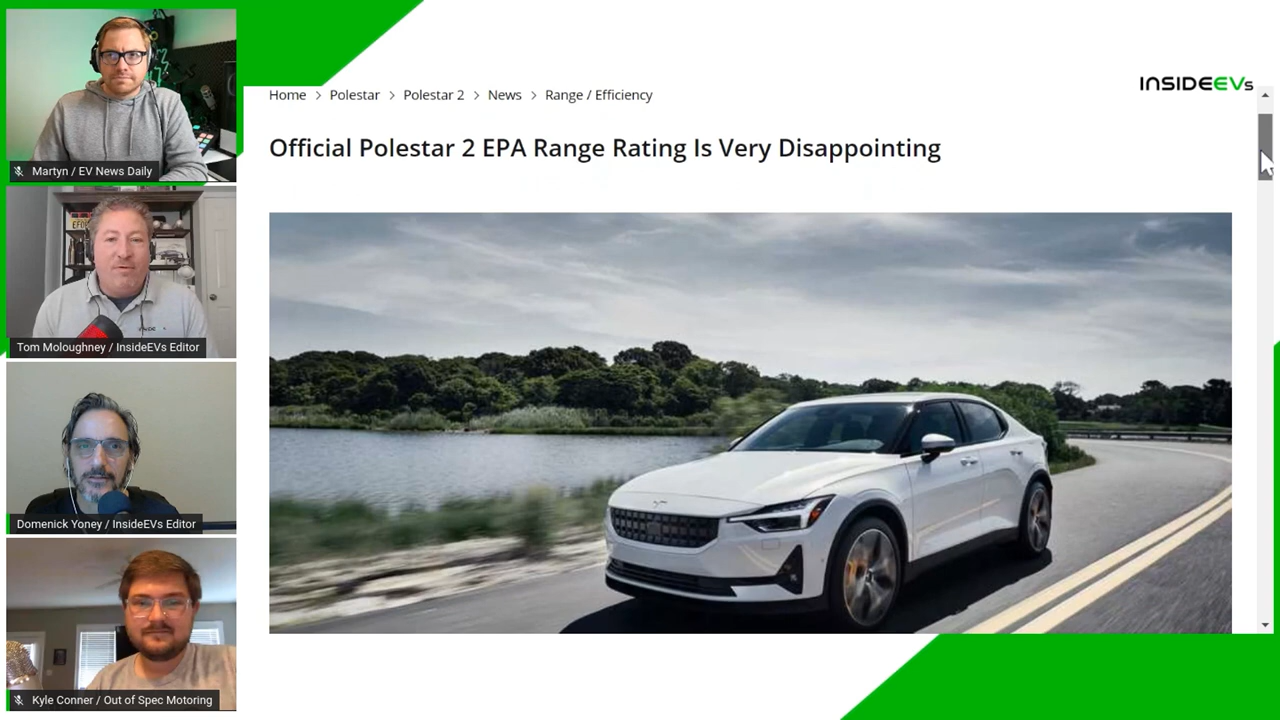 Martyn / EV News Daily
Tom Moloughney / InsideEVs Editor
Domenick Yoney / InsideEVs Editor
Kyle Conner / Out of Spec Motoring
INSIDEEVs
Home > Polestar > Polestar 2 > News > Range / Efficiency
Official Polestar 2 EPA Range Rating Is Very Disappointing